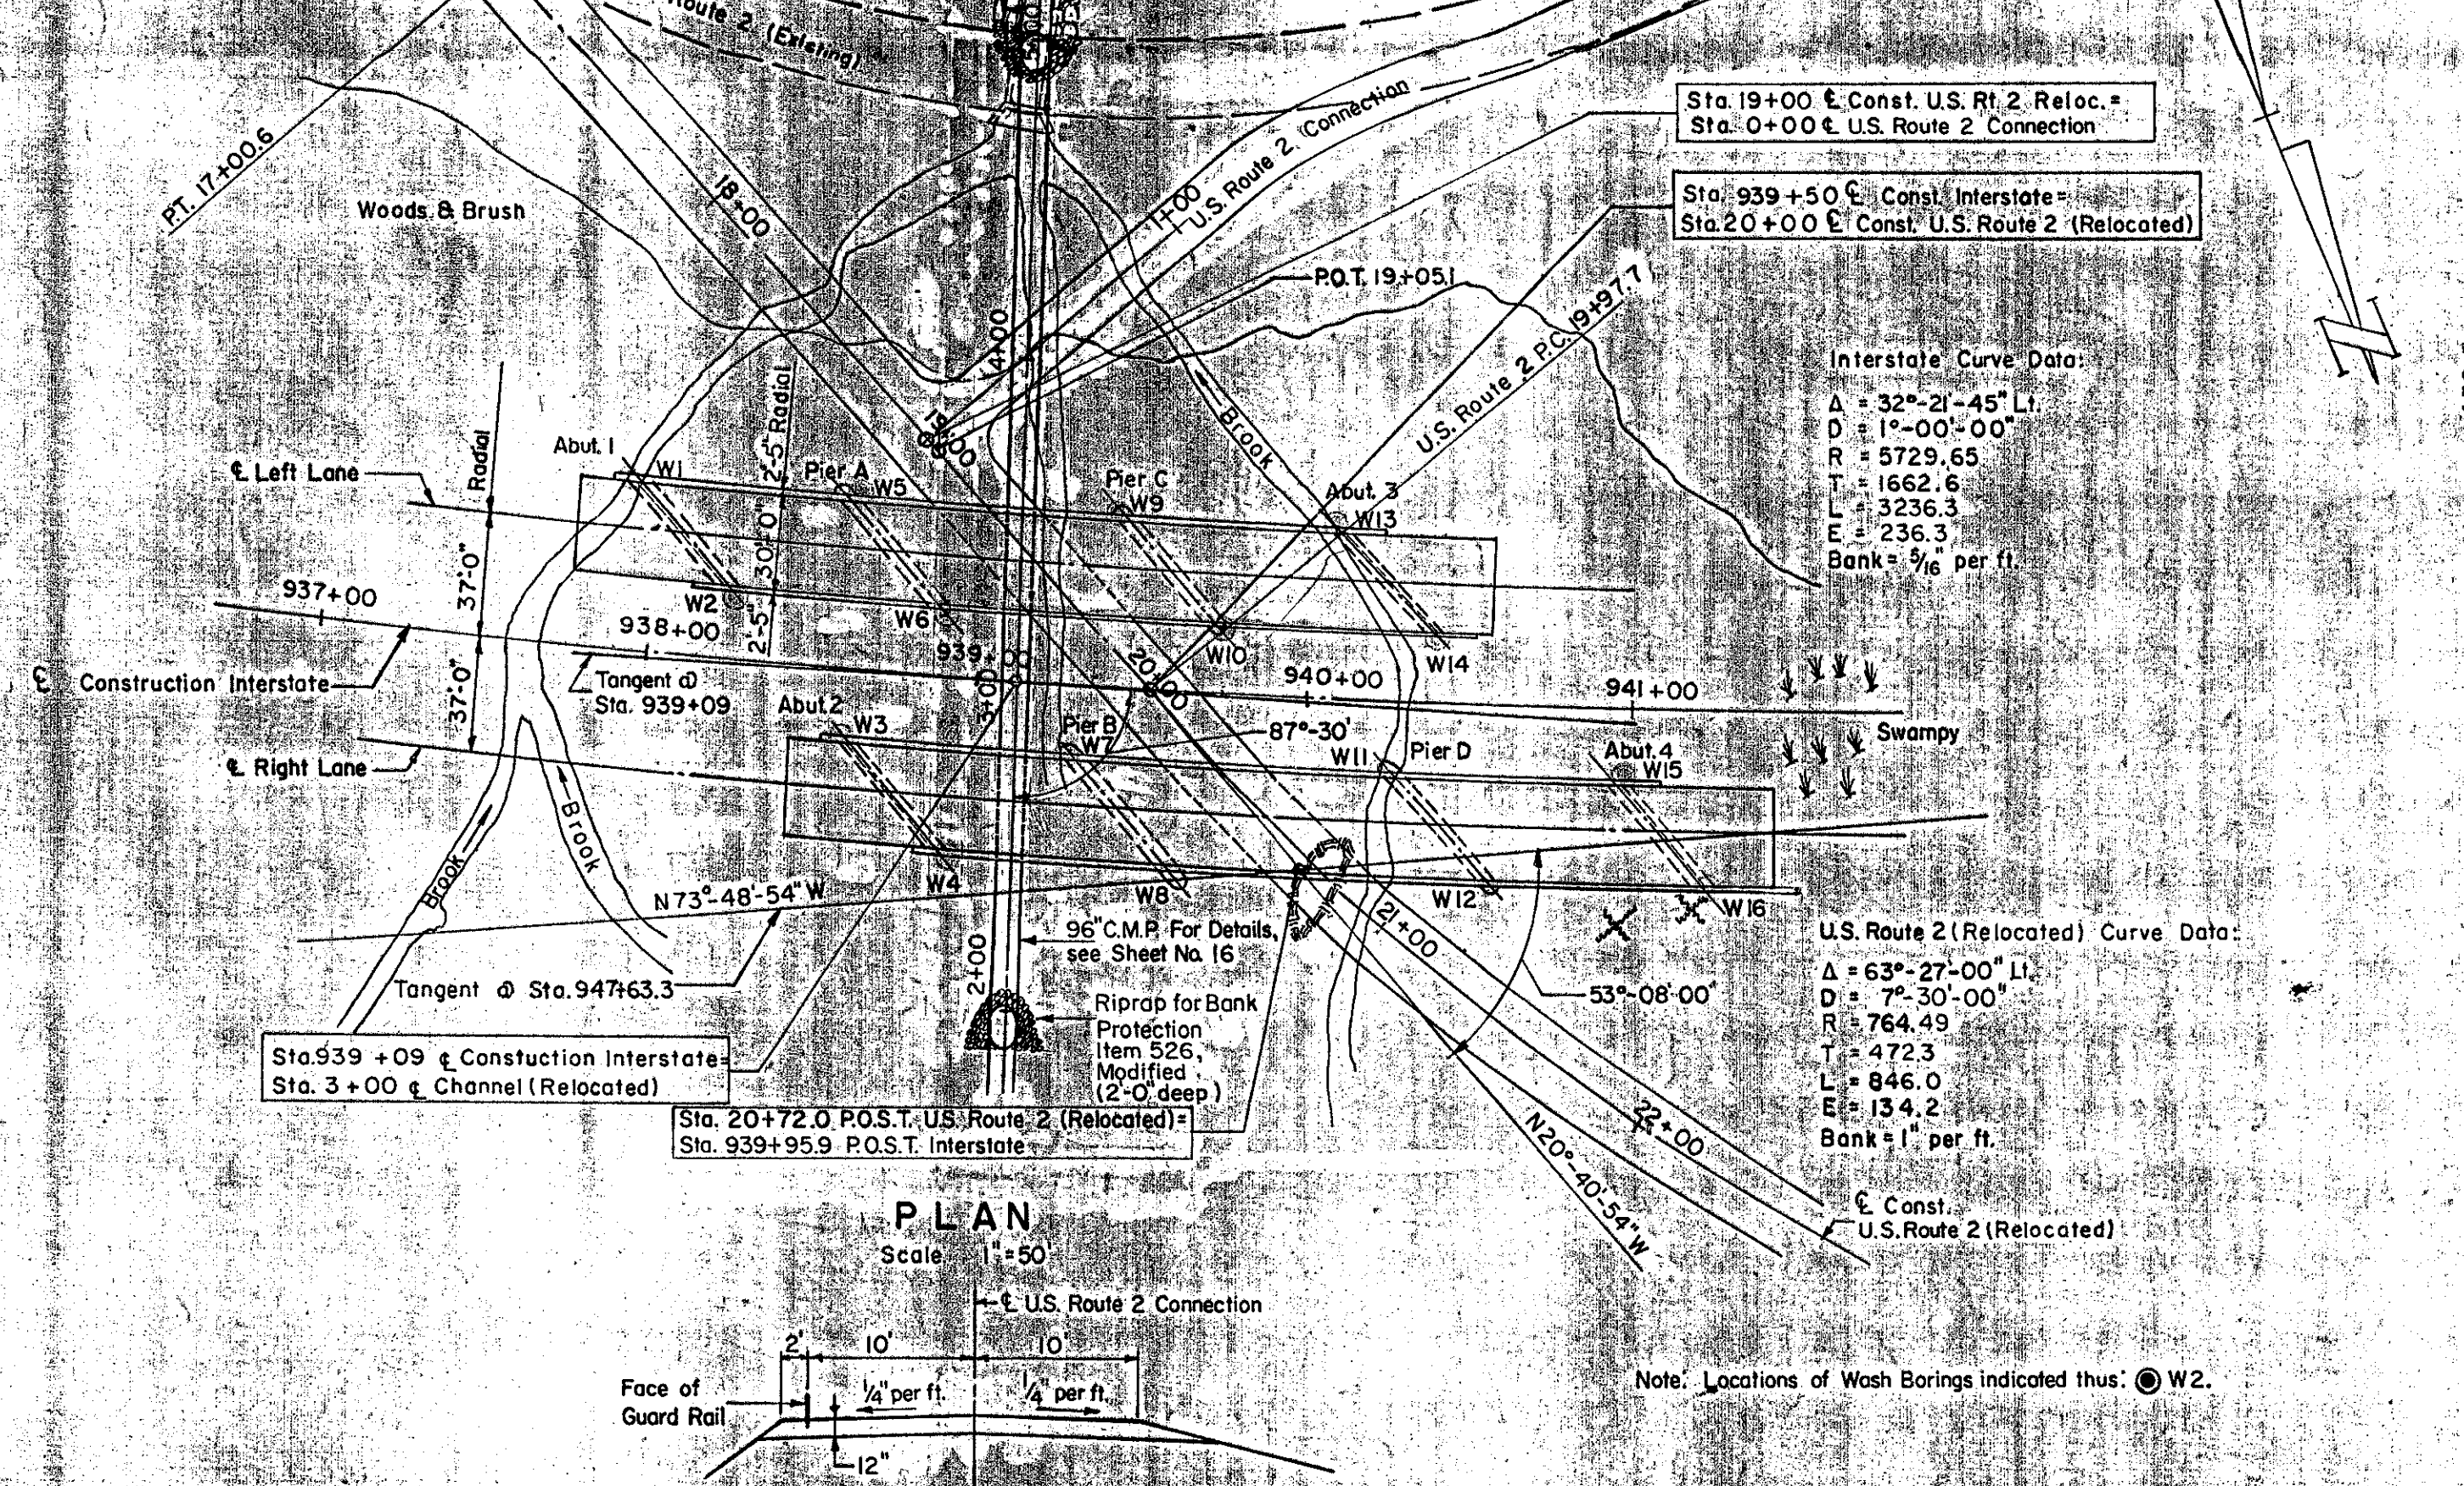 Route 2 (Existing)
P.T. 17+00.6
Woods & Brush
18+00
1+00
U.S. Route 2 (Connection
Sta. 19+00 ℄ Const. U.S. Rt. 2 Reloc. =
Sta. 0+00 ℄ U.S. Route 2 Connection
Sta. 939+50 ℄ Const. Interstate=
Sta. 20+00 ℄ Const. U.S. Route 2 (Relocated)
P.O.T. 19+05.1
U.S. Route 2 P.C. 19+97.7
4+00
19+00
Brook
N
Interstate Curve Data:
Δ = 32°-21'-45" Lt.
D = 1°-00'-00"
R = 5729.65
T = 1662.6
L = 3236.3
E = 236.3
Bank = 5/16" per ft.
Radial
2'-5" Radial
30'-0"
2'-5"
Abut. 1
W1
Pier A
W5
Pier C
W9
Abut. 3
W13
℄ Left Lane
37'-0"
37'-0"
937+00
W2
938+00
W6
939+00
W10
W14
20+00
940+00
941+00
℄ Construction Interstate
Tangent @
Sta. 939+09
Abut. 2
W3
3+00
Pier B
W7
87°-30'
W11
Pier D
Abut. 4
W15
Swampy
℄ Right Lane
Brook
Brook
W4
W8
W12
W16
N73°-48'-54" W
21+00
2+00
96" C.M.P. For Details,
see Sheet No. 16
Tangent @ Sta. 947+63.3
53°-08'-00"
Riprap for Bank
Protection
Item 526,
Modified
(2'-0" deep)
Sta. 939+09 ℄ Constuction Interstate=
Sta. 3+00 ℄ Channel (Relocated)
Sta. 20+72.0 P.O.S.T. U.S. Route 2 (Relocated)=
Sta. 939+95.9 P.O.S.T. Interstate
U.S. Route 2 (Relocated) Curve Data:
Δ = 63°-27'-00" Lt.
D = 7°-30'-00"
R = 764.49
T = 472.3
L = 846.0
E = 134.2
Bank = 1" per ft.
22+00
N20°-40'-54" W
℄ Const.
U.S. Route 2 (Relocated)
PLAN
Scale 1"=50'
℄ U.S. Route 2 Connection
2'
10'
10'
Face of
Guard Rail
1/4" per ft.
1/4" per ft.
12"
Note: Locations of Wash Borings indicated thus: ◉ W2.